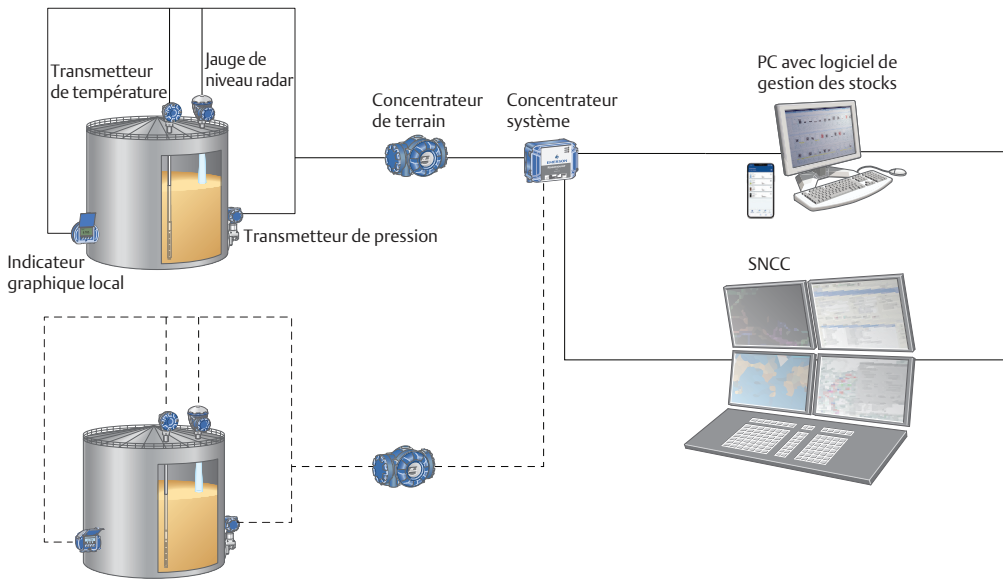 Transmetteur
de température
Jauge de
niveau radar
Concentrateur
de terrain
Concentrateur
système
PC avec logiciel de
gestion des stocks
EMERSON
Transmetteur de pression
Indicateur
graphique local
SNCC